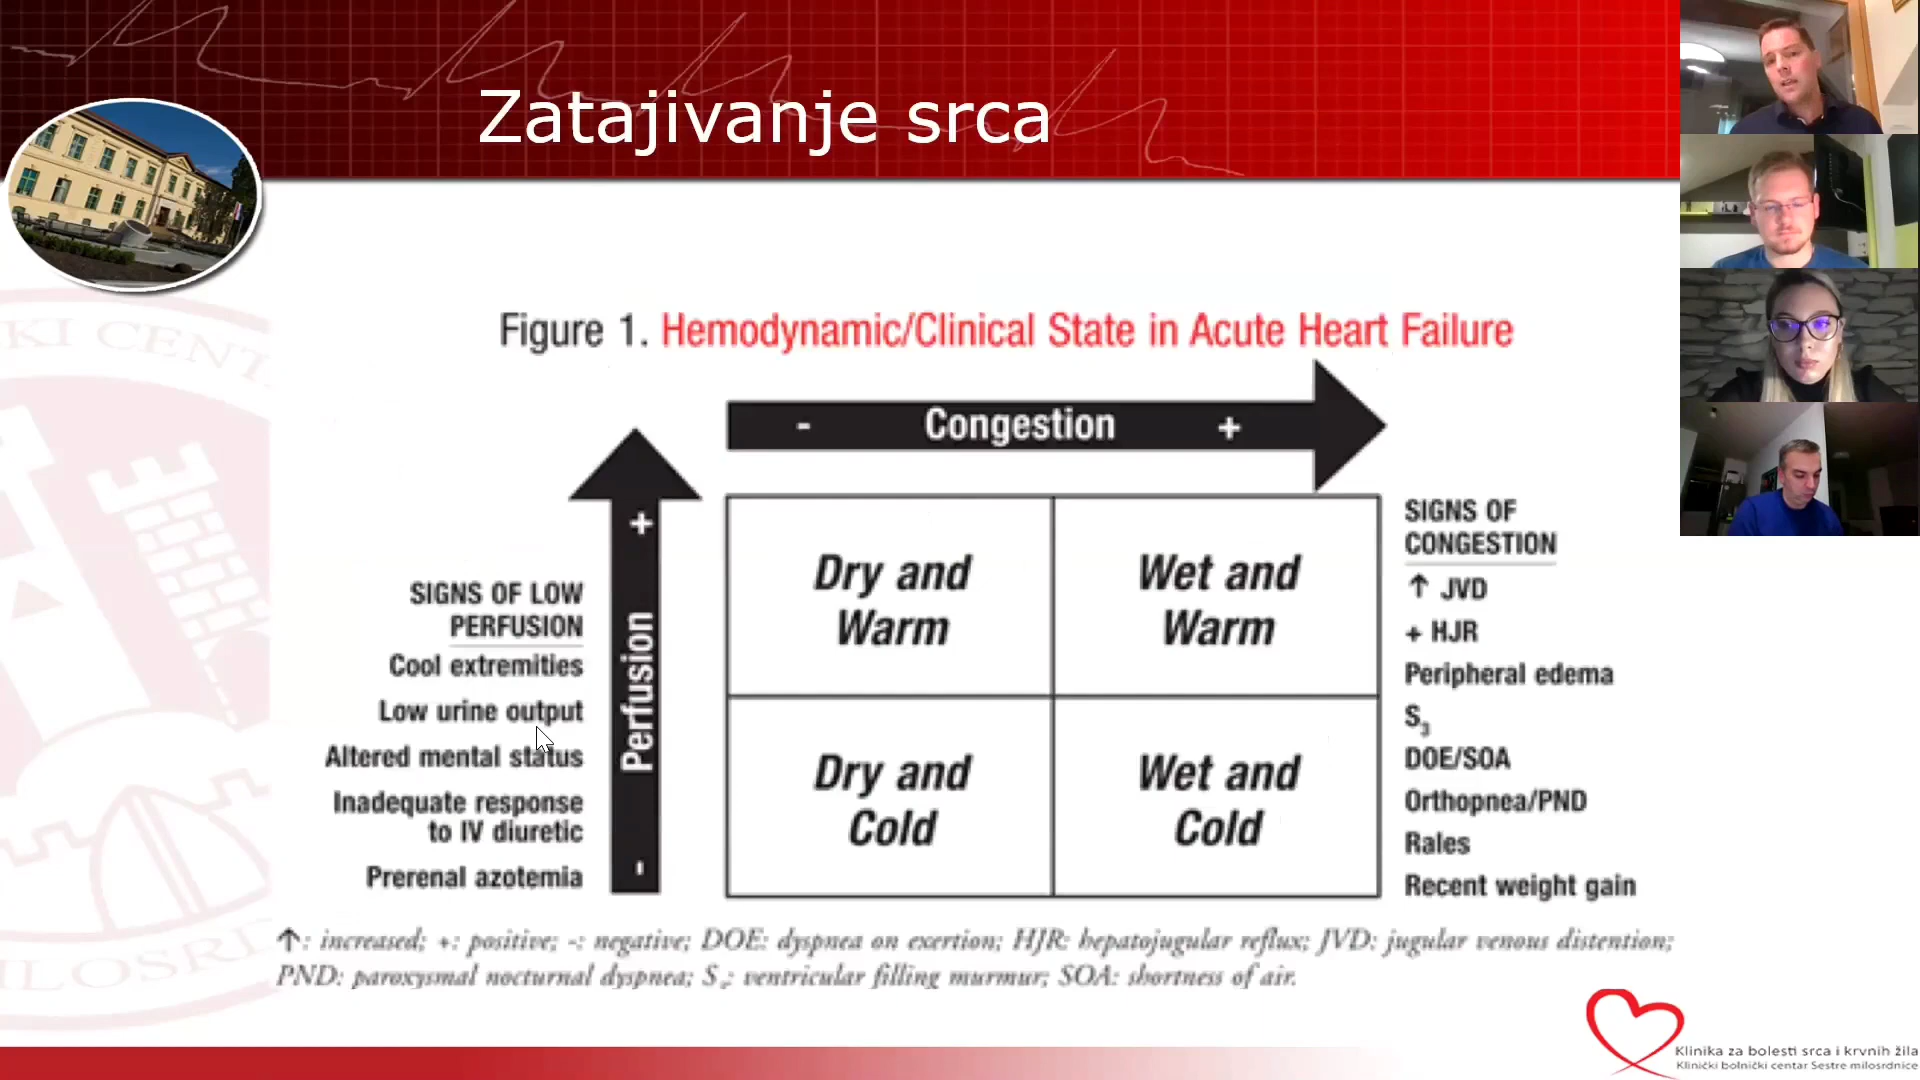 Zatajivanje srca
KI CENT
Figure 1. Hemodynamic/Clinical State in Acute Heart Failure
- Congestion +
+
Perfusion
-
SIGNS OF LOW
PERFUSION
Cool extremities
Low urine output
Altered mental status
Inadequate response
to IV diuretic
Prerenal azotemia
Dry and
Warm
Wet and
Warm
Dry and
Cold
Wet and
Cold
SIGNS OF
CONGESTION
↑ JVD
+ HJR
Peripheral edema
S3
DOE/SOA
Orthopnea/PND
Rales
Recent weight gain
↑: increased; +: positive; -: negative; DOE: dyspnea on exertion; HJR: hepatojugular reflux; JVD: jugular venous distention;
PND: paroxysmal nocturnal dyspnea; S3: ventricular filling murmur; SOA: shortness of air.
MILOSRD
Klinika za bolesti srca i krvnih žila
Klinički bolnički centar Sestre milosrdnice